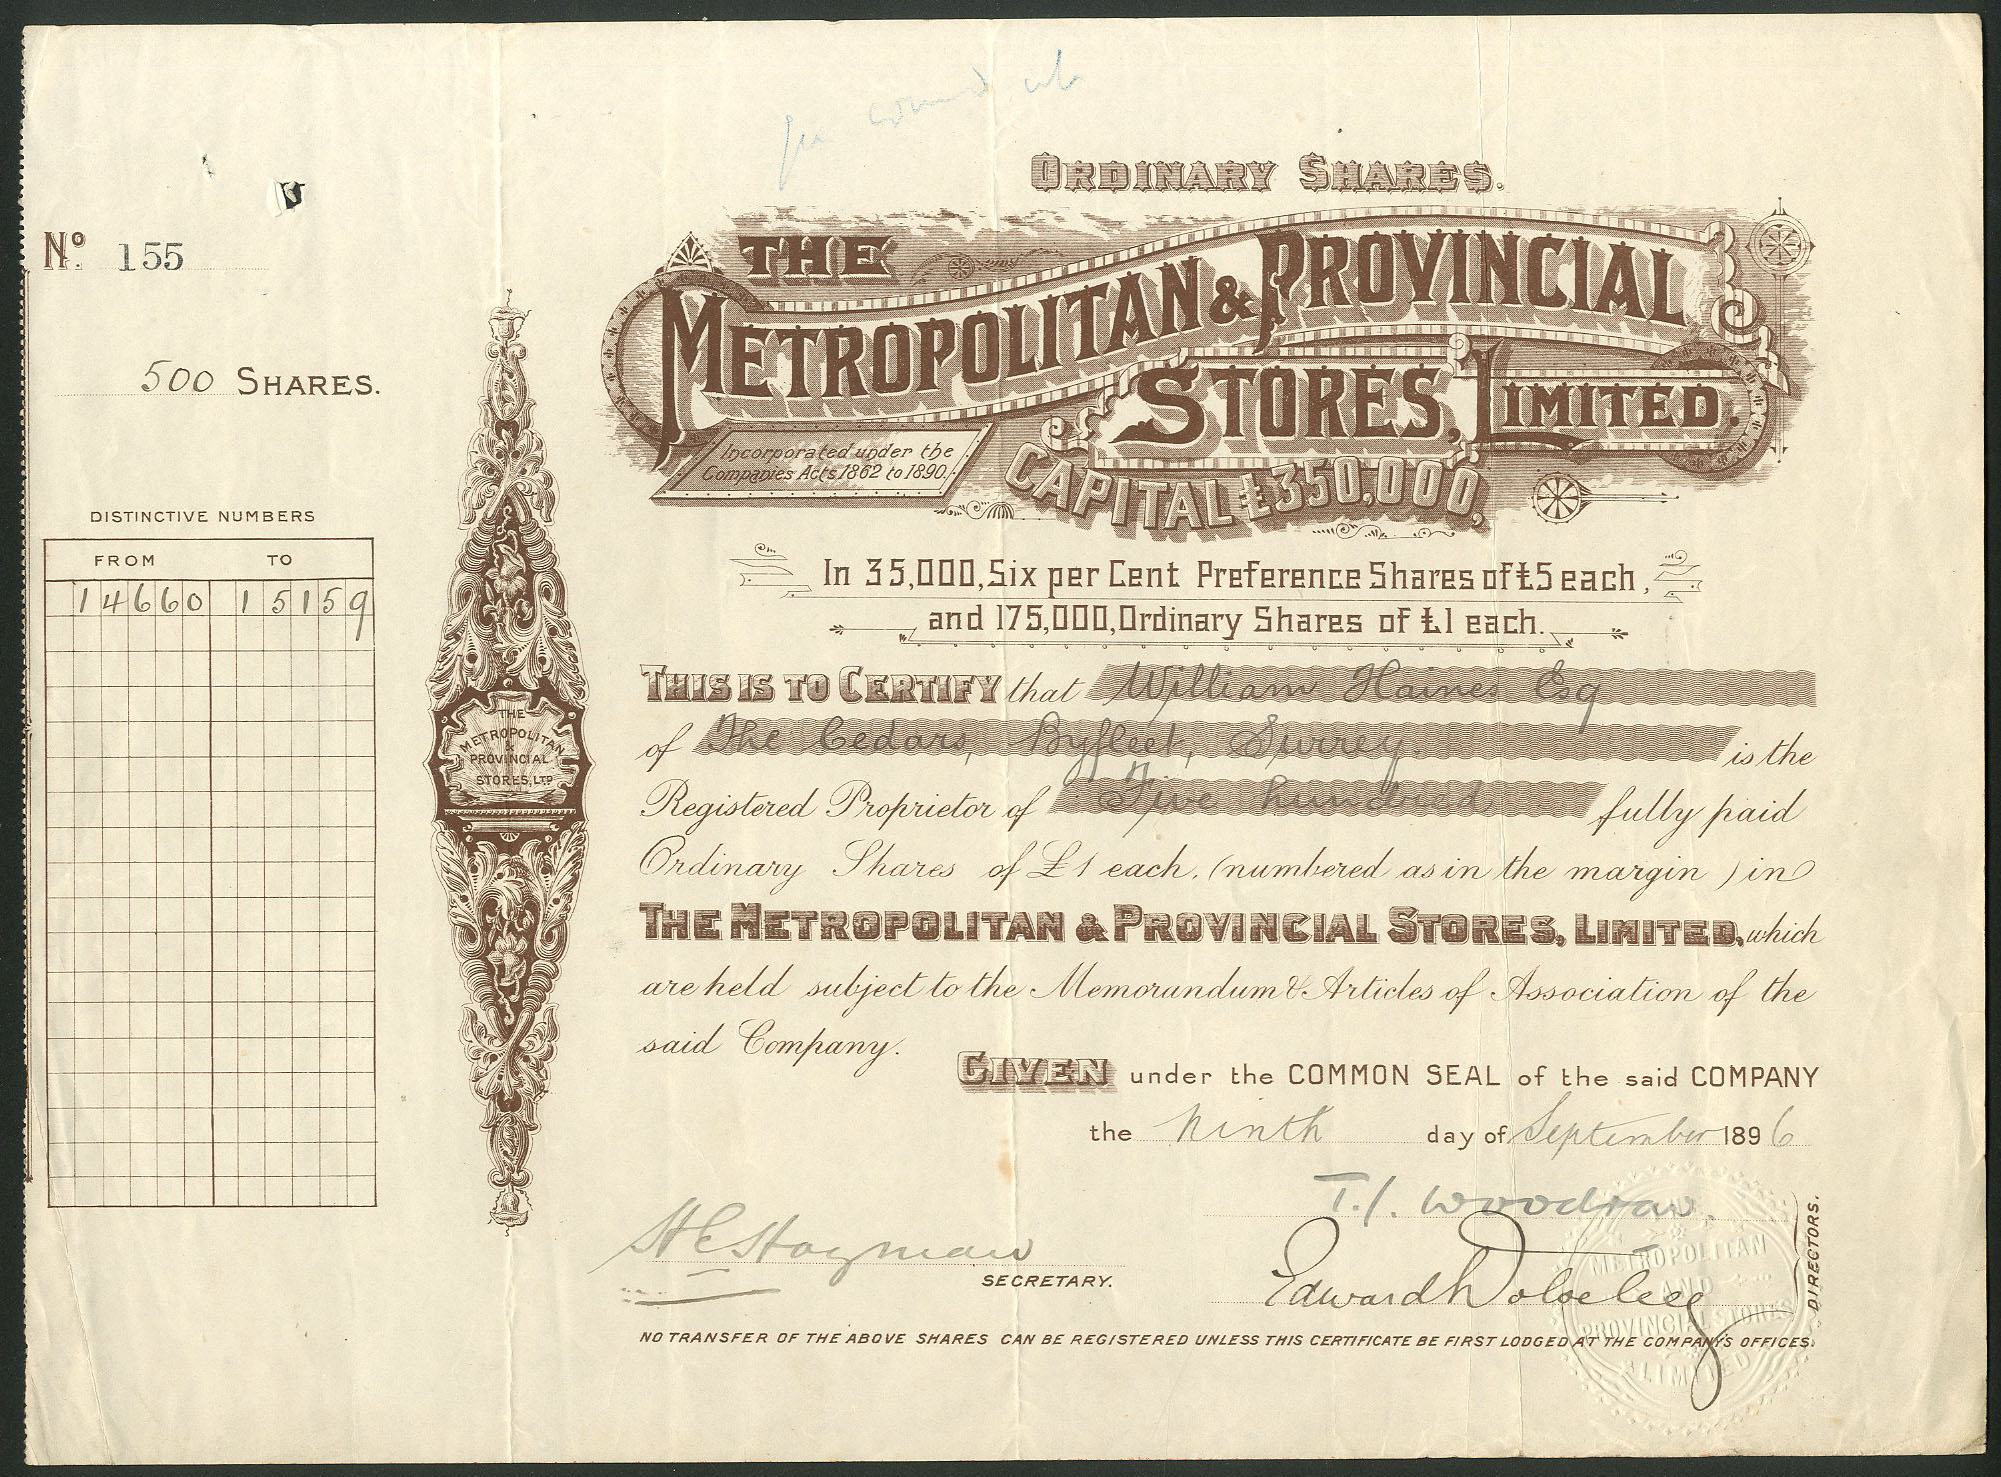 ORDINARY SHARES.
No. 155
THE
METROPOLITAN & PROVINCIAL
STORES, LIMITED.
Incorporated under the
Companies Acts 1862 to 1890.
CAPITAL £350,000,
500 SHARES.
In 35,000, Six per Cent Preference Shares of £5 each,
and 175,000, Ordinary Shares of £1 each.
DISTINCTIVE NUMBERS
FROM TO
14660 15159
THE
METROPOLITAN
&
PROVINCIAL
STORES, LTD
THIS IS TO CERTIFY that William Haines Esq
of The Cedars, Byfleet, Surrey. is the
Registered Proprietor of Five hundred fully paid
Ordinary Shares of £1 each, (numbered as in the margin) in
THE METROPOLITAN & PROVINCIAL STORES, LIMITED, which
are held subject to the Memorandum & Articles of Association of the
said Company.
GIVEN under the COMMON SEAL of the said COMPANY
the Ninth day of September 1896
T.J. Woodrow.
Edward
DIRECTORS.
SECRETARY.
METROPOLITAN
AND
PROVINCIAL STORES
LIMITED
NO TRANSFER OF THE ABOVE SHARES CAN BE REGISTERED UNLESS THIS CERTIFICATE BE FIRST LODGED AT THE COMPANY'S OFFICES.